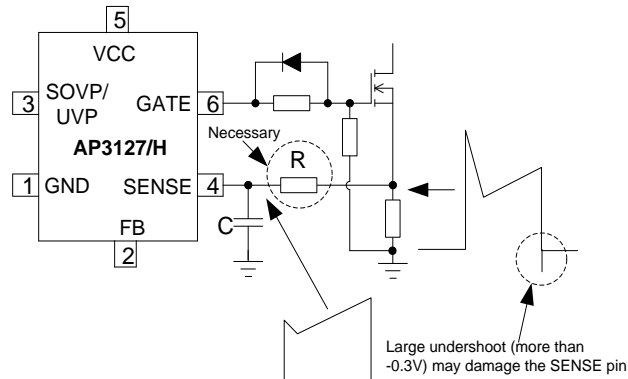 5
VCC
3
SOVP/
UVP
GATE
6
AP3127/H
Necessary
R
1
GND
SENSE
4
FB
2
C
Large undershoot (more than
-0.3V) may damage the SENSE pin